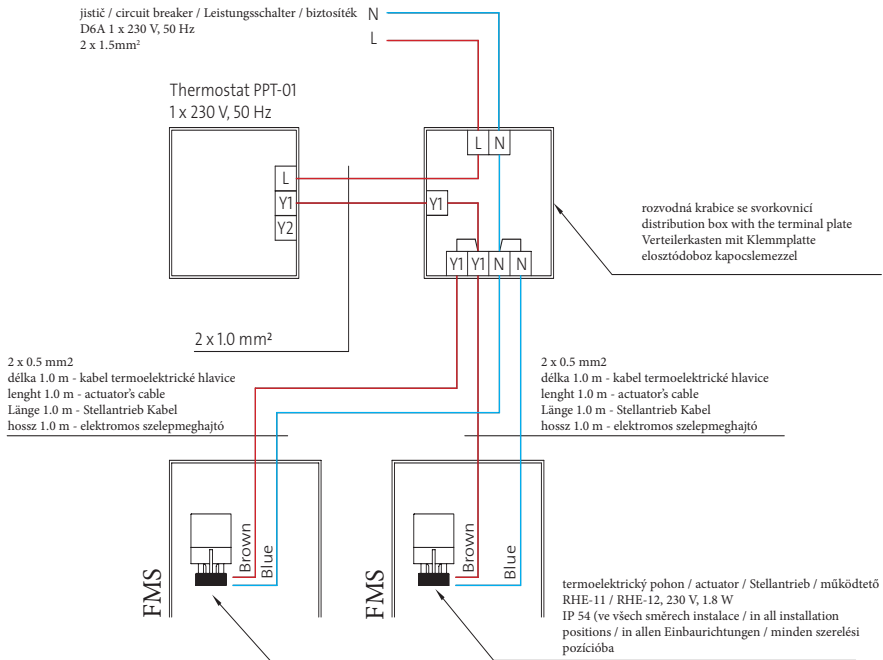 jistič / circuit breaker / Leistungsschalter / biztosíték
D6A 1 x 230 V, 50 Hz
2 x 1.5mm²
N
L
Thermostat PPT-01
1 x 230 V, 50 Hz
L
Y1
Y2
L N
Y1
Y1 Y1 N N
rozvodná krabice se svorkovnicí
distribution box with the terminal plate
Verteilerkasten mit Klemmplatte
elosztódoboz kapocslemezzel
2 x 1.0 mm²
2 x 0.5 mm2
délka 1.0 m - kabel termoelektrické hlavice
lenght 1.0 m - actuator's cable
Länge 1.0 m - Stellantrieb Kabel
hossz 1.0 m - elektromos szelepmeghajtó
2 x 0.5 mm2
délka 1.0 m - kabel termoelektrické hlavice
lenght 1.0 m - actuator's cable
Länge 1.0 m - Stellantrieb Kabel
hossz 1.0 m - elektromos szelepmeghajtó
FMS
Brown
Blue
FMS
Brown
Blue
termoelektrický pohon / actuator / Stellantrieb / működtető
RHE-11 / RHE-12, 230 V, 1.8 W
IP 54 (ve všech směrech instalace / in all installation
positions / in allen Einbaurichtungen / minden szerelési
pozícióba